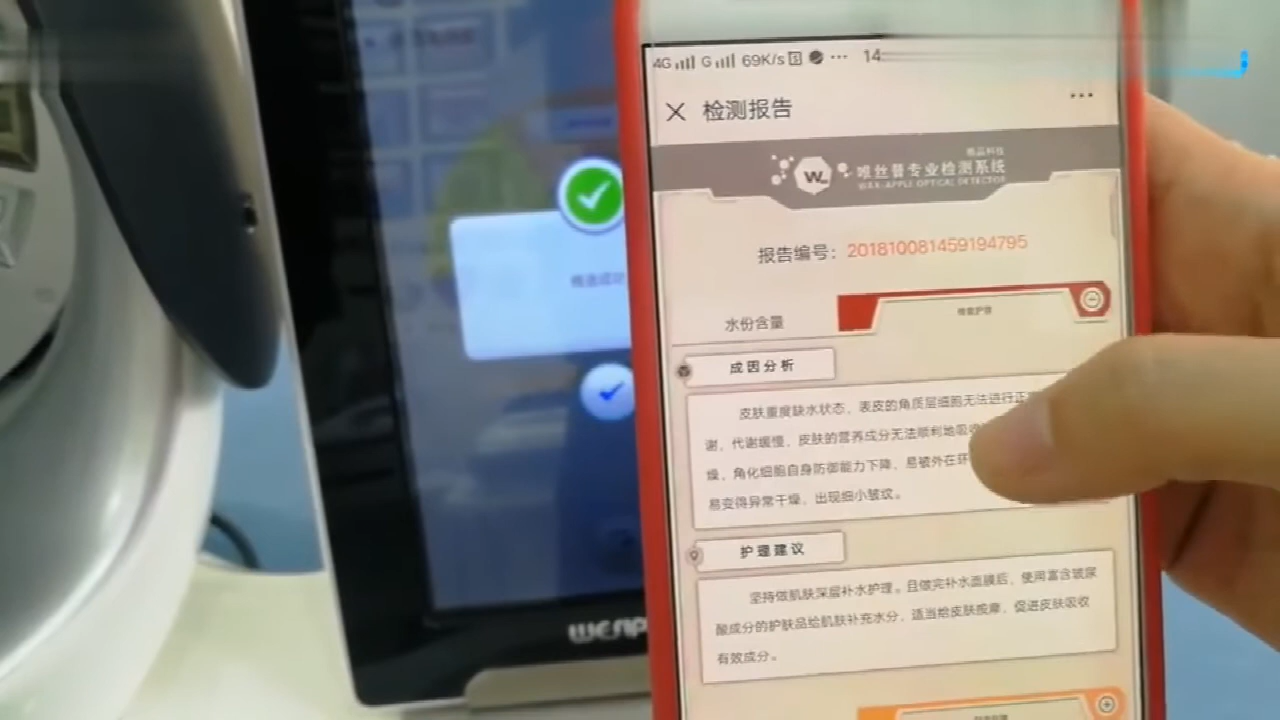 4G G 69K/s ··· 14
检测报告
唯丝普专业检测系统
WAX-APPLE OPTICAL DETECTOR
报告编号: 201810081459194795
水份含量
成因分析
皮肤重度缺水状态，表皮的角质层细胞无法进行正
谢，代谢缓慢，皮肤的营养成分无法顺利地吸收
燥，角化细胞自身防御能力下降，易被外在环
易变得异常干燥，出现细小皱纹。
护理建议
坚持做肌肤深层补水护理。且做完补水面膜后，使用富含玻尿
酸成分的护肤品给肌肤补充水分，适当给皮肤按摩，促进皮肤吸收
有效成分。